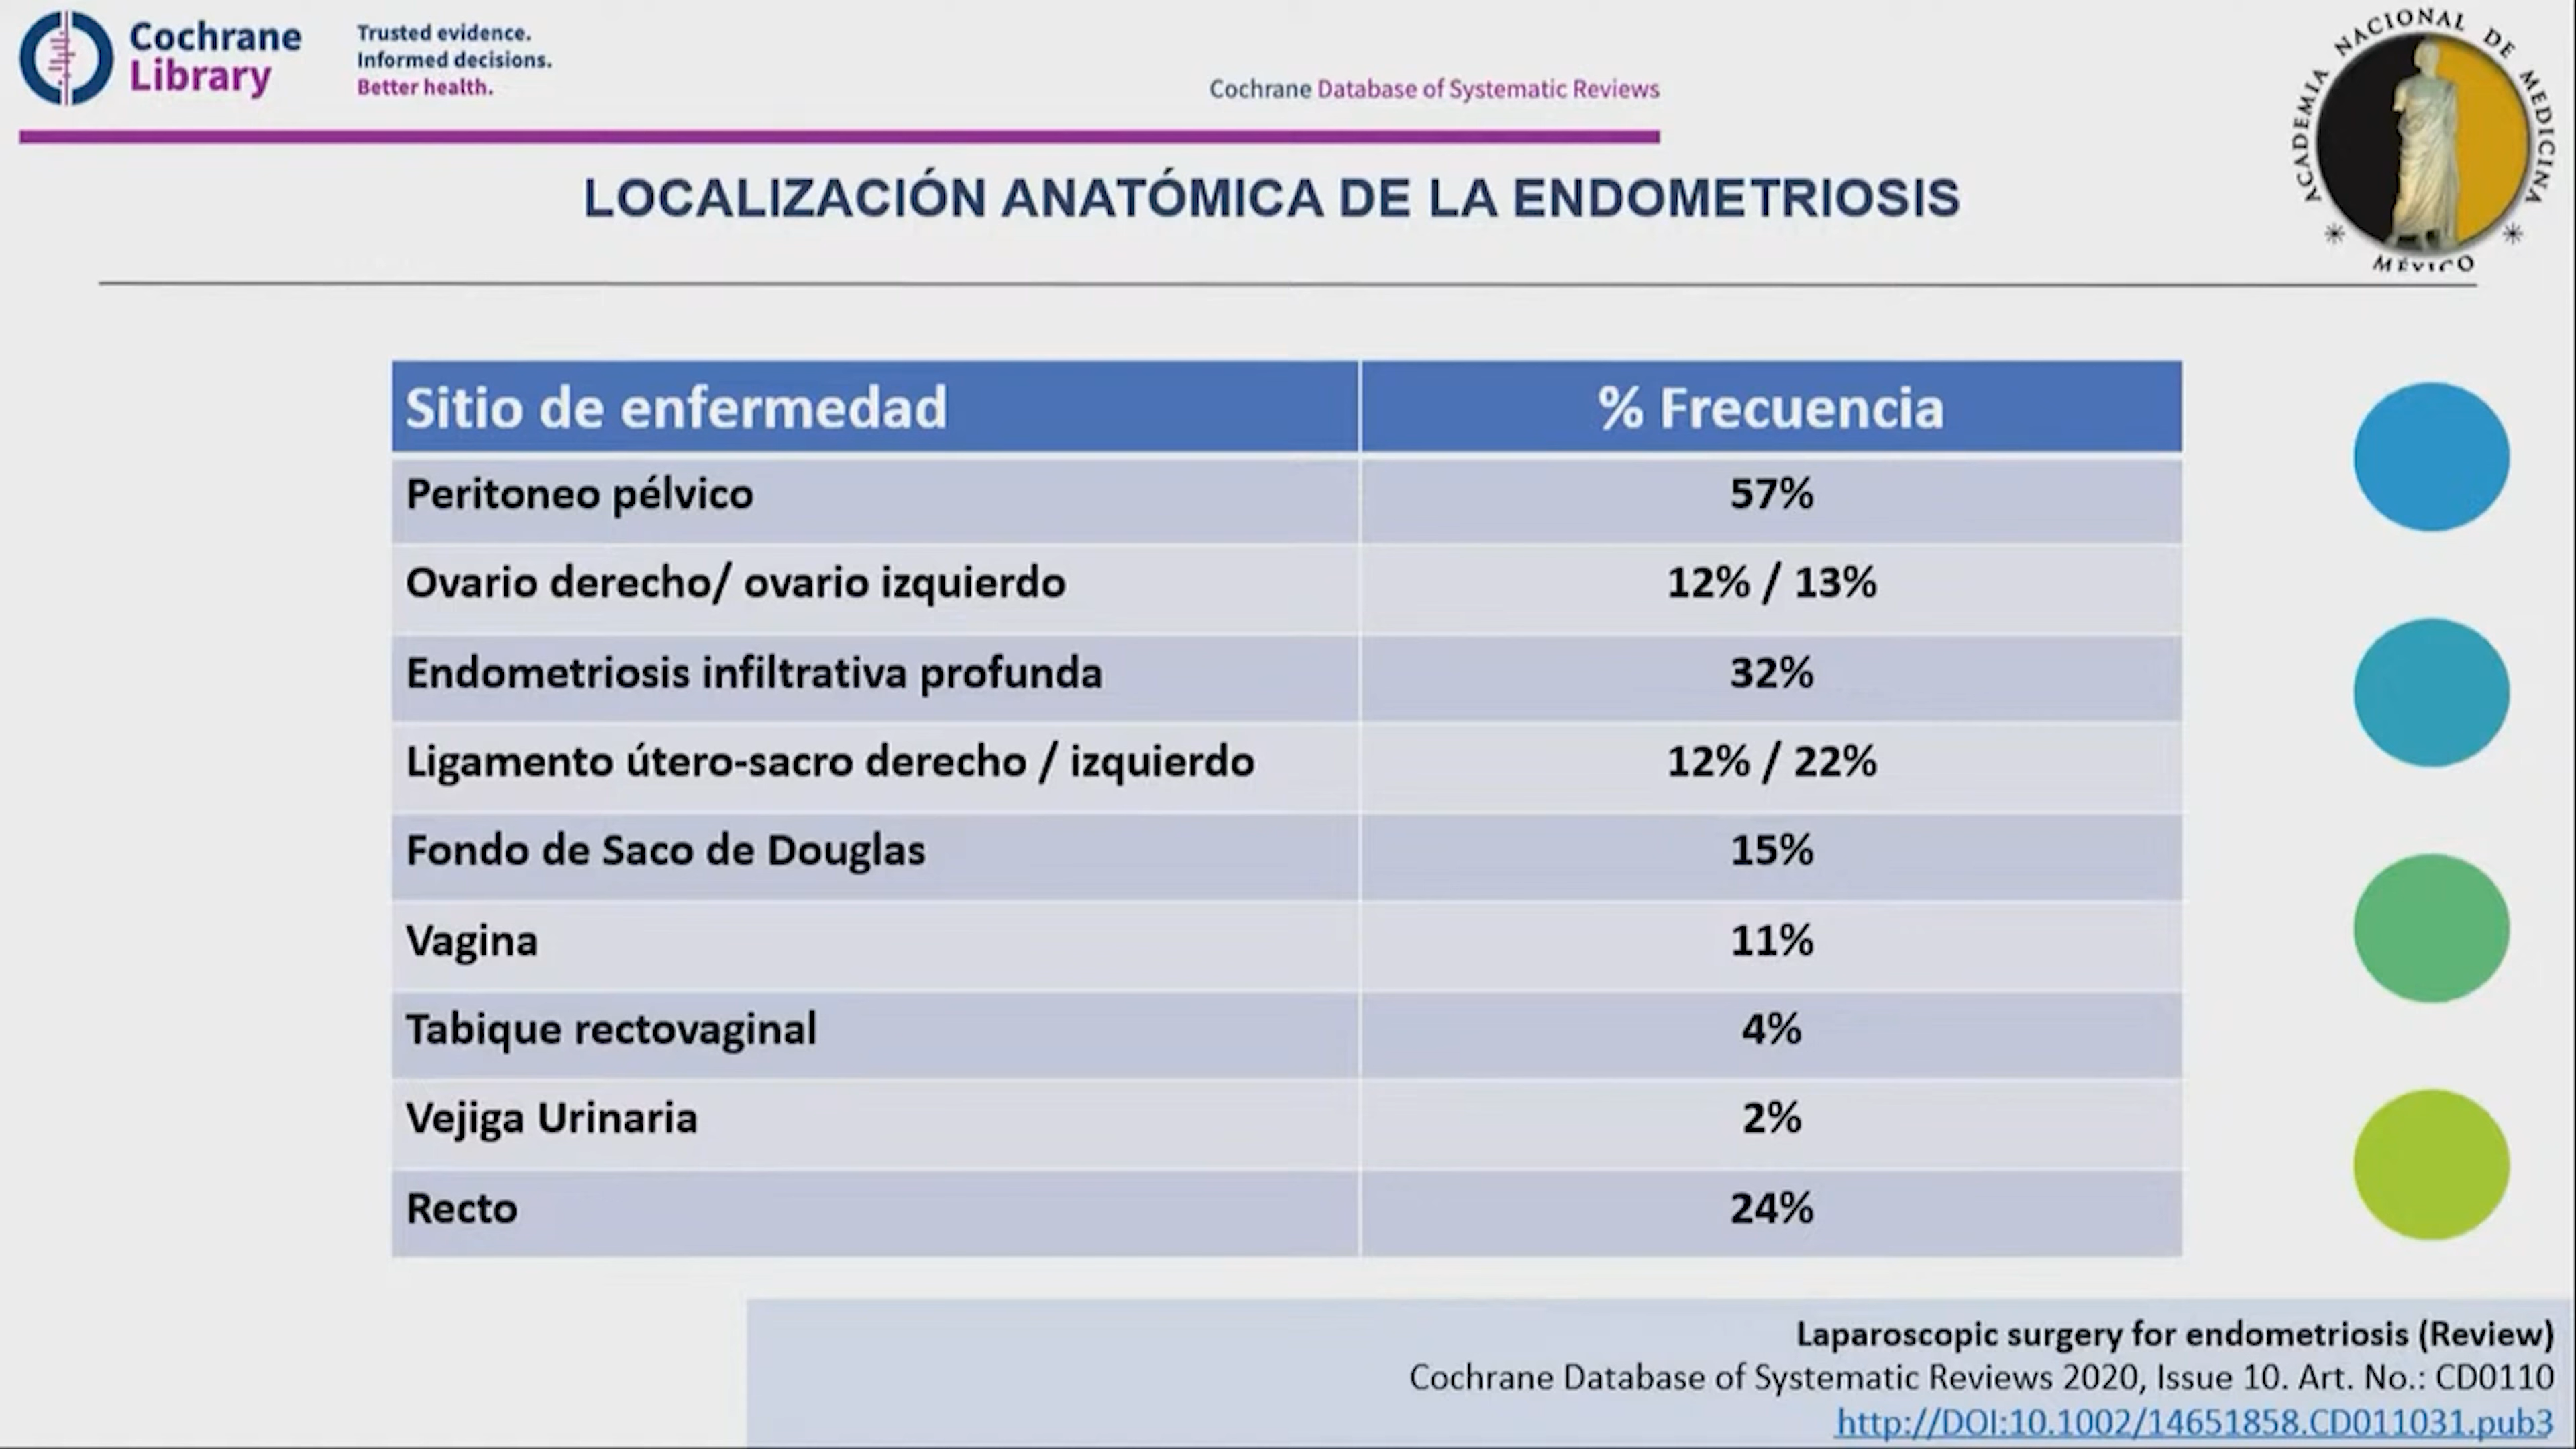 Cochrane
Library
Trusted evidence.
Informed decisions.
Better health.
Cochrane Database of Systematic Reviews
ACADEMIA NACIONAL DE MEDICINA
MÉXICO
LOCALIZACIÓN ANATÓMICA DE LA ENDOMETRIOSIS
Sitio de enfermedad % Frecuencia
Peritoneo pélvico 57%
Ovario derecho/ ovario izquierdo 12% / 13%
Endometriosis infiltrativa profunda 32%
Ligamento útero-sacro derecho / izquierdo 12% / 22%
Fondo de Saco de Douglas 15%
Vagina 11%
Tabique rectovaginal 4%
Vejiga Urinaria 2%
Recto 24%
Laparoscopic surgery for endometriosis (Review)
Cochrane Database of Systematic Reviews 2020, Issue 10. Art. No.: CD0110
http://DOI:10.1002/14651858.CD011031.pub3